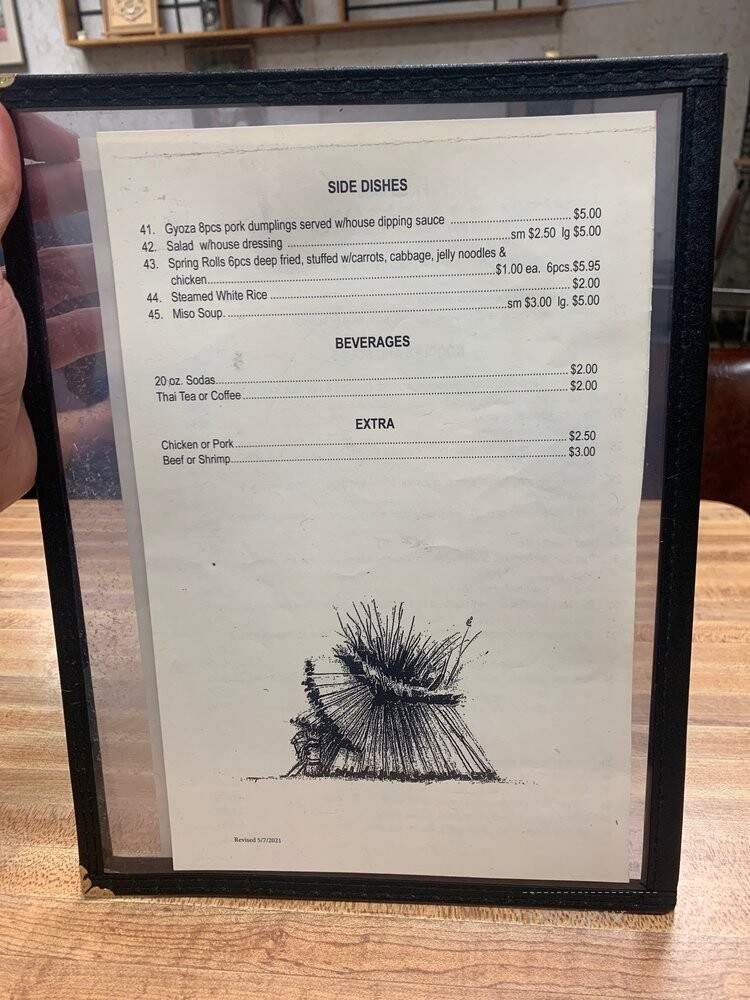 SIDE DISHES
41. Gyoza 8pcs pork dumplings served w/house dipping sauce ........ $5.00
42. Salad w/house dressing ........ sm $2.50 lg $5.00
43. Spring Rolls 6pcs deep fried, stuffed w/carrots, cabbage, jelly noodles &
chicken........$1.00 ea. 6pcs.$5.95
44. Steamed White Rice ........ $2.00
45. Miso Soup. ........sm $3.00 lg. $5.00
BEVERAGES
20 oz. Sodas........ $2.00
Thai Tea or Coffee........ $2.00
EXTRA
Chicken or Pork........ $2.50
Beef or Shrimp........ $3.00
Revised 5/7/2021